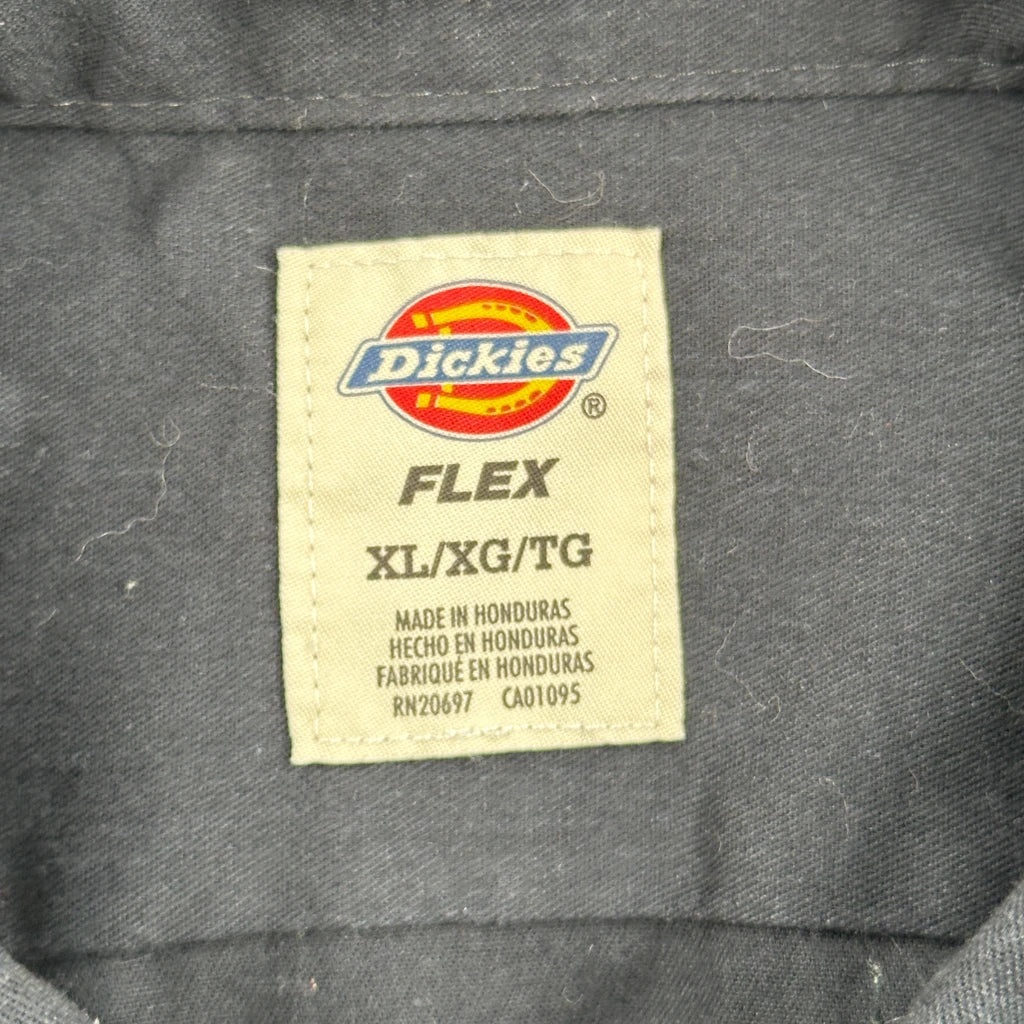 Dickies
®
FLEX
XL/XG/TG
MADE IN HONDURAS
HECHO EN HONDURAS
FABRIQUÉ EN HONDURAS
RN20697 CA01095